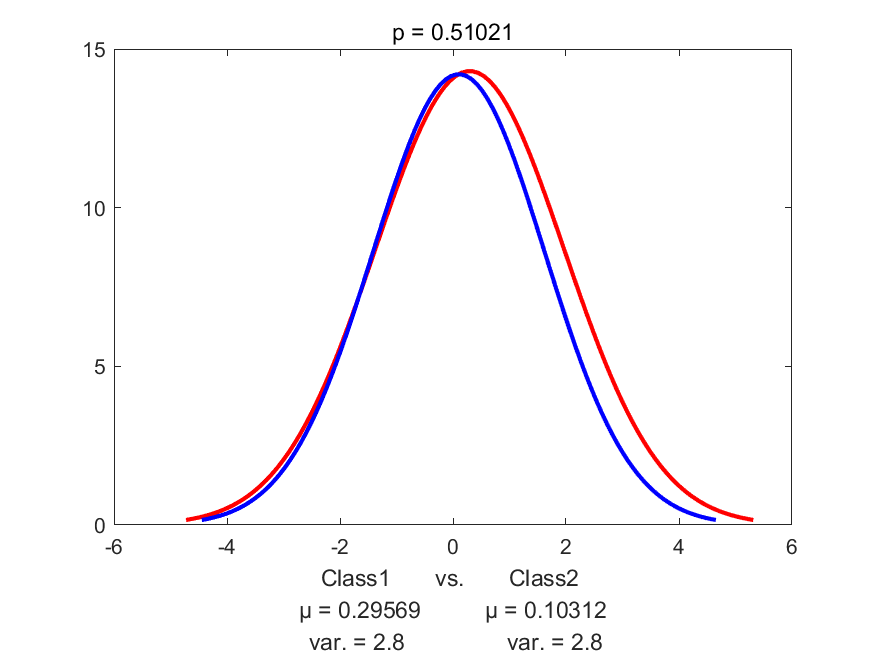 p = 0.51021
15
10
5
0
-6 -4 -2 0 2 4 6
Class1 vs. Class2
μ = 0.29569 μ = 0.10312
var. = 2.8 var. = 2.8